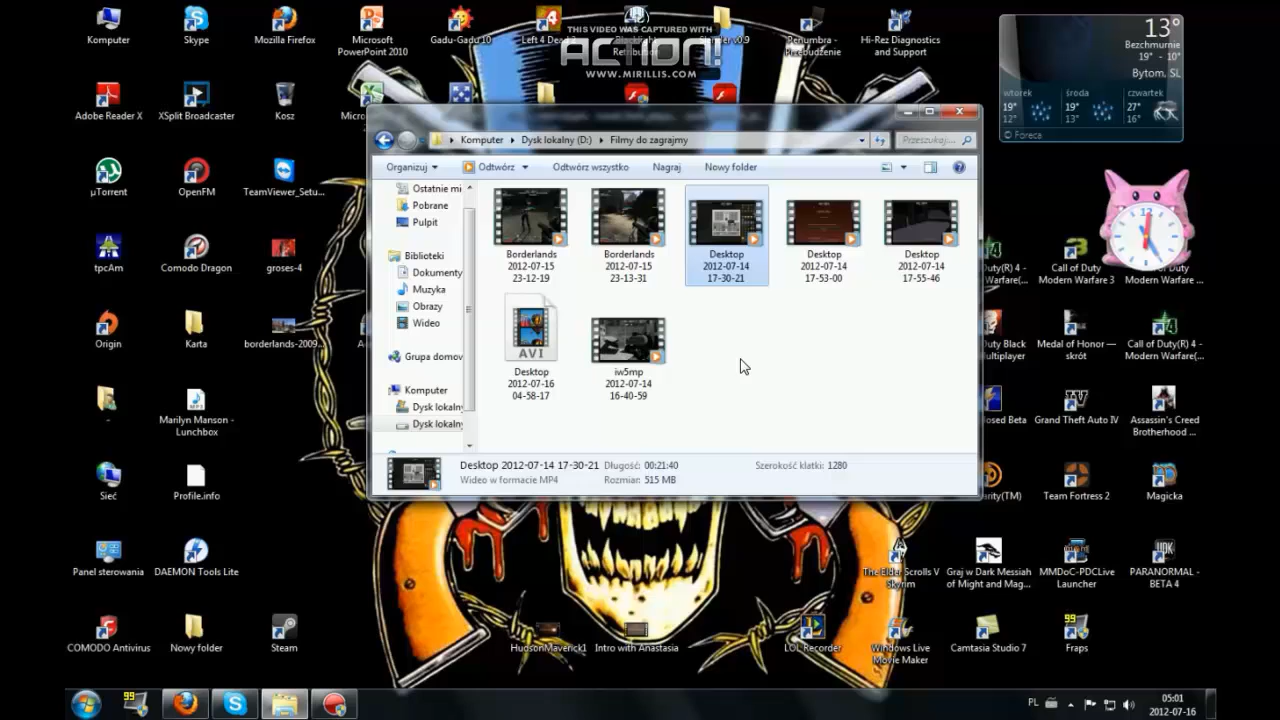 Komputer
Skype
Mozilla Firefox
Microsoft
PowerPoint 2010
Gadu-Gadu 10
Left 4 Dead 2
THIS VIDEO WAS CAPTURED WITH
ACTION!
WWW.MIRILLIS.COM
Penumbra -
Przebudzenie
Hi-Rez Diagnostics
and Support
13°
Bezchmurnie
19° - 10°
Bytom, SL
wtorek
środa
czwartek
19°
12°
19°
13°
27°
16°
© Foreca
Adobe Reader X
XSplit Broadcaster
Kosz
Komputer
Dysk lokalny (D:)
Filmy do zagrajmy
Przeszukaj:...
Organizuj
Odtwórz
Odtwórz wszystko
Nagraj
Nowy folder
µTorrent
OpenFM
TeamViewer_Setu...
Ostatnie mi
Pobrane
Pulpit
Biblioteki
Dokumenty
Muzyka
Obrazy
Video
Grupa domov
Komputer
Dysk lokalny
Dysk lokalny
Borderlands
2012-07-15
23-12-19
Borderlands
2012-07-15
23-13-31
Desktop
2012-07-14
17-30-21
Desktop
2012-07-14
17-53-00
Desktop
2012-07-14
17-55-46
AVI
Desktop
2012-07-16
04-58-17
iw5mp
2012-07-14
16-40-59
Desktop 2012-07-14 17-30-21
Wideo w formacie MP4
Długość: 00:21:40
Rozmiar: 515 MB
Szerokość klatki: 1280
12
tpcAm
Comodo Dragon
groses-4
Duty(R) 4 -
Warfare(...
Call of Duty
Modern Warfare 3
Modern Warfare ...
Origin
Karta
borderlands-2009...
Duty Black
Multiplayer
Medal of Honor —
skrót
Call of Duty(R) 4 -
Modern Warfare(...
-
Marilyn Manson -
Lunchbox
losed Beta
Grand Theft Auto IV
Assassin's Creed
Brotherhood ...
Sieć
Profile.info
arity(TM)
Team Fortress 2
Magicka
Panel sterowania
DAEMON Tools Lite
The Elder Scrolls V
Skyrim
Graj w Dark Messiah
of Might and Mag...
MMDoC-PDCLive
Launcher
PARANORMAL -
BETA 4
COMODO Antivirus
Nowy folder
Steam
HudsonMaverick1
Intro with Anastasia
LOL Recorder
Windows Live
Movie Maker
Camtasia Studio 7
99
Fraps
99
PL
05:01
2012-07-16